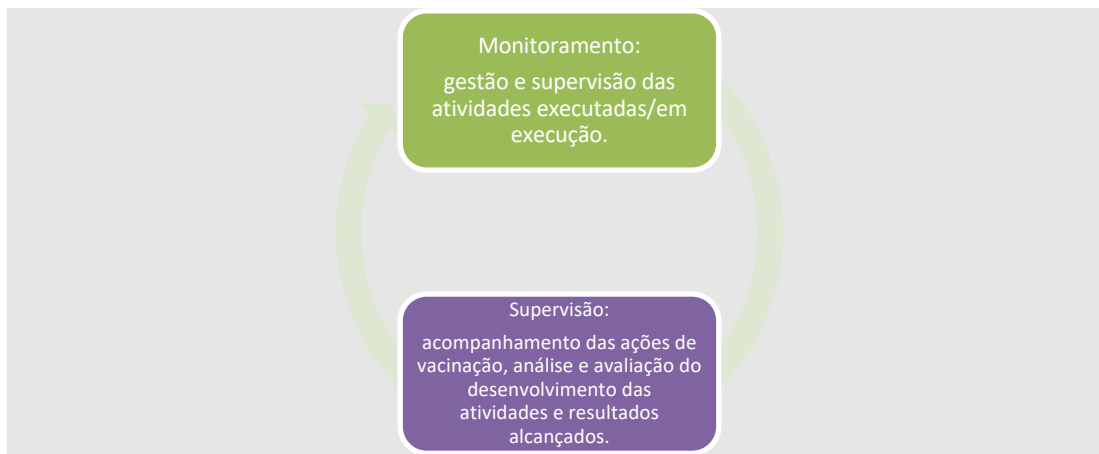 Monitoramento:
gestão e supervisão das
atividades executadas/em
execução.
Supervisão:
acompanhamento das ações de
vacinação, análise e avaliação do
desenvolvimento das
atividades e resultados
alcançados.